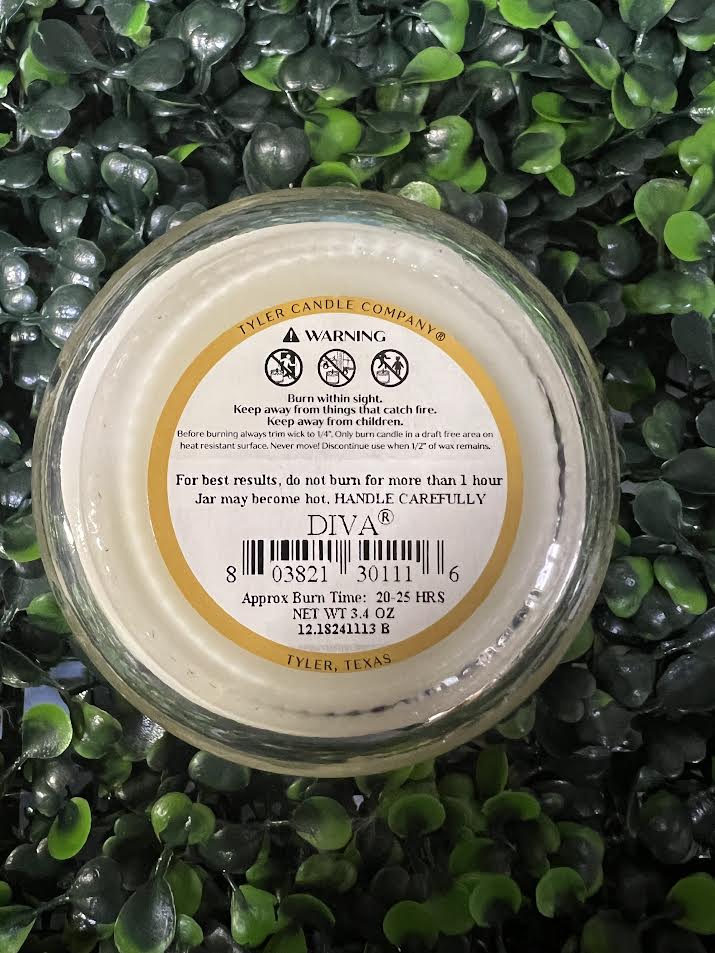 TYLER CANDLE COMPANY®
WARNING
Burn within sight.
Keep away from things that catch fire.
Keep away from children.
Before burning always trim wick to 1/4". Only burn candle in a draft free area on
heat resistant surface. Never move! Discontinue use when 1/2" of wax remains.
For best results, do not burn for more than 1 hour
Jar may become hot, HANDLE CAREFULLY
DIVA®
8 03821 30111 6
Approx Burn Time: 20-25 HRS
NET WT 3.4 OZ
12.18241113 B
TYLER, TEXAS